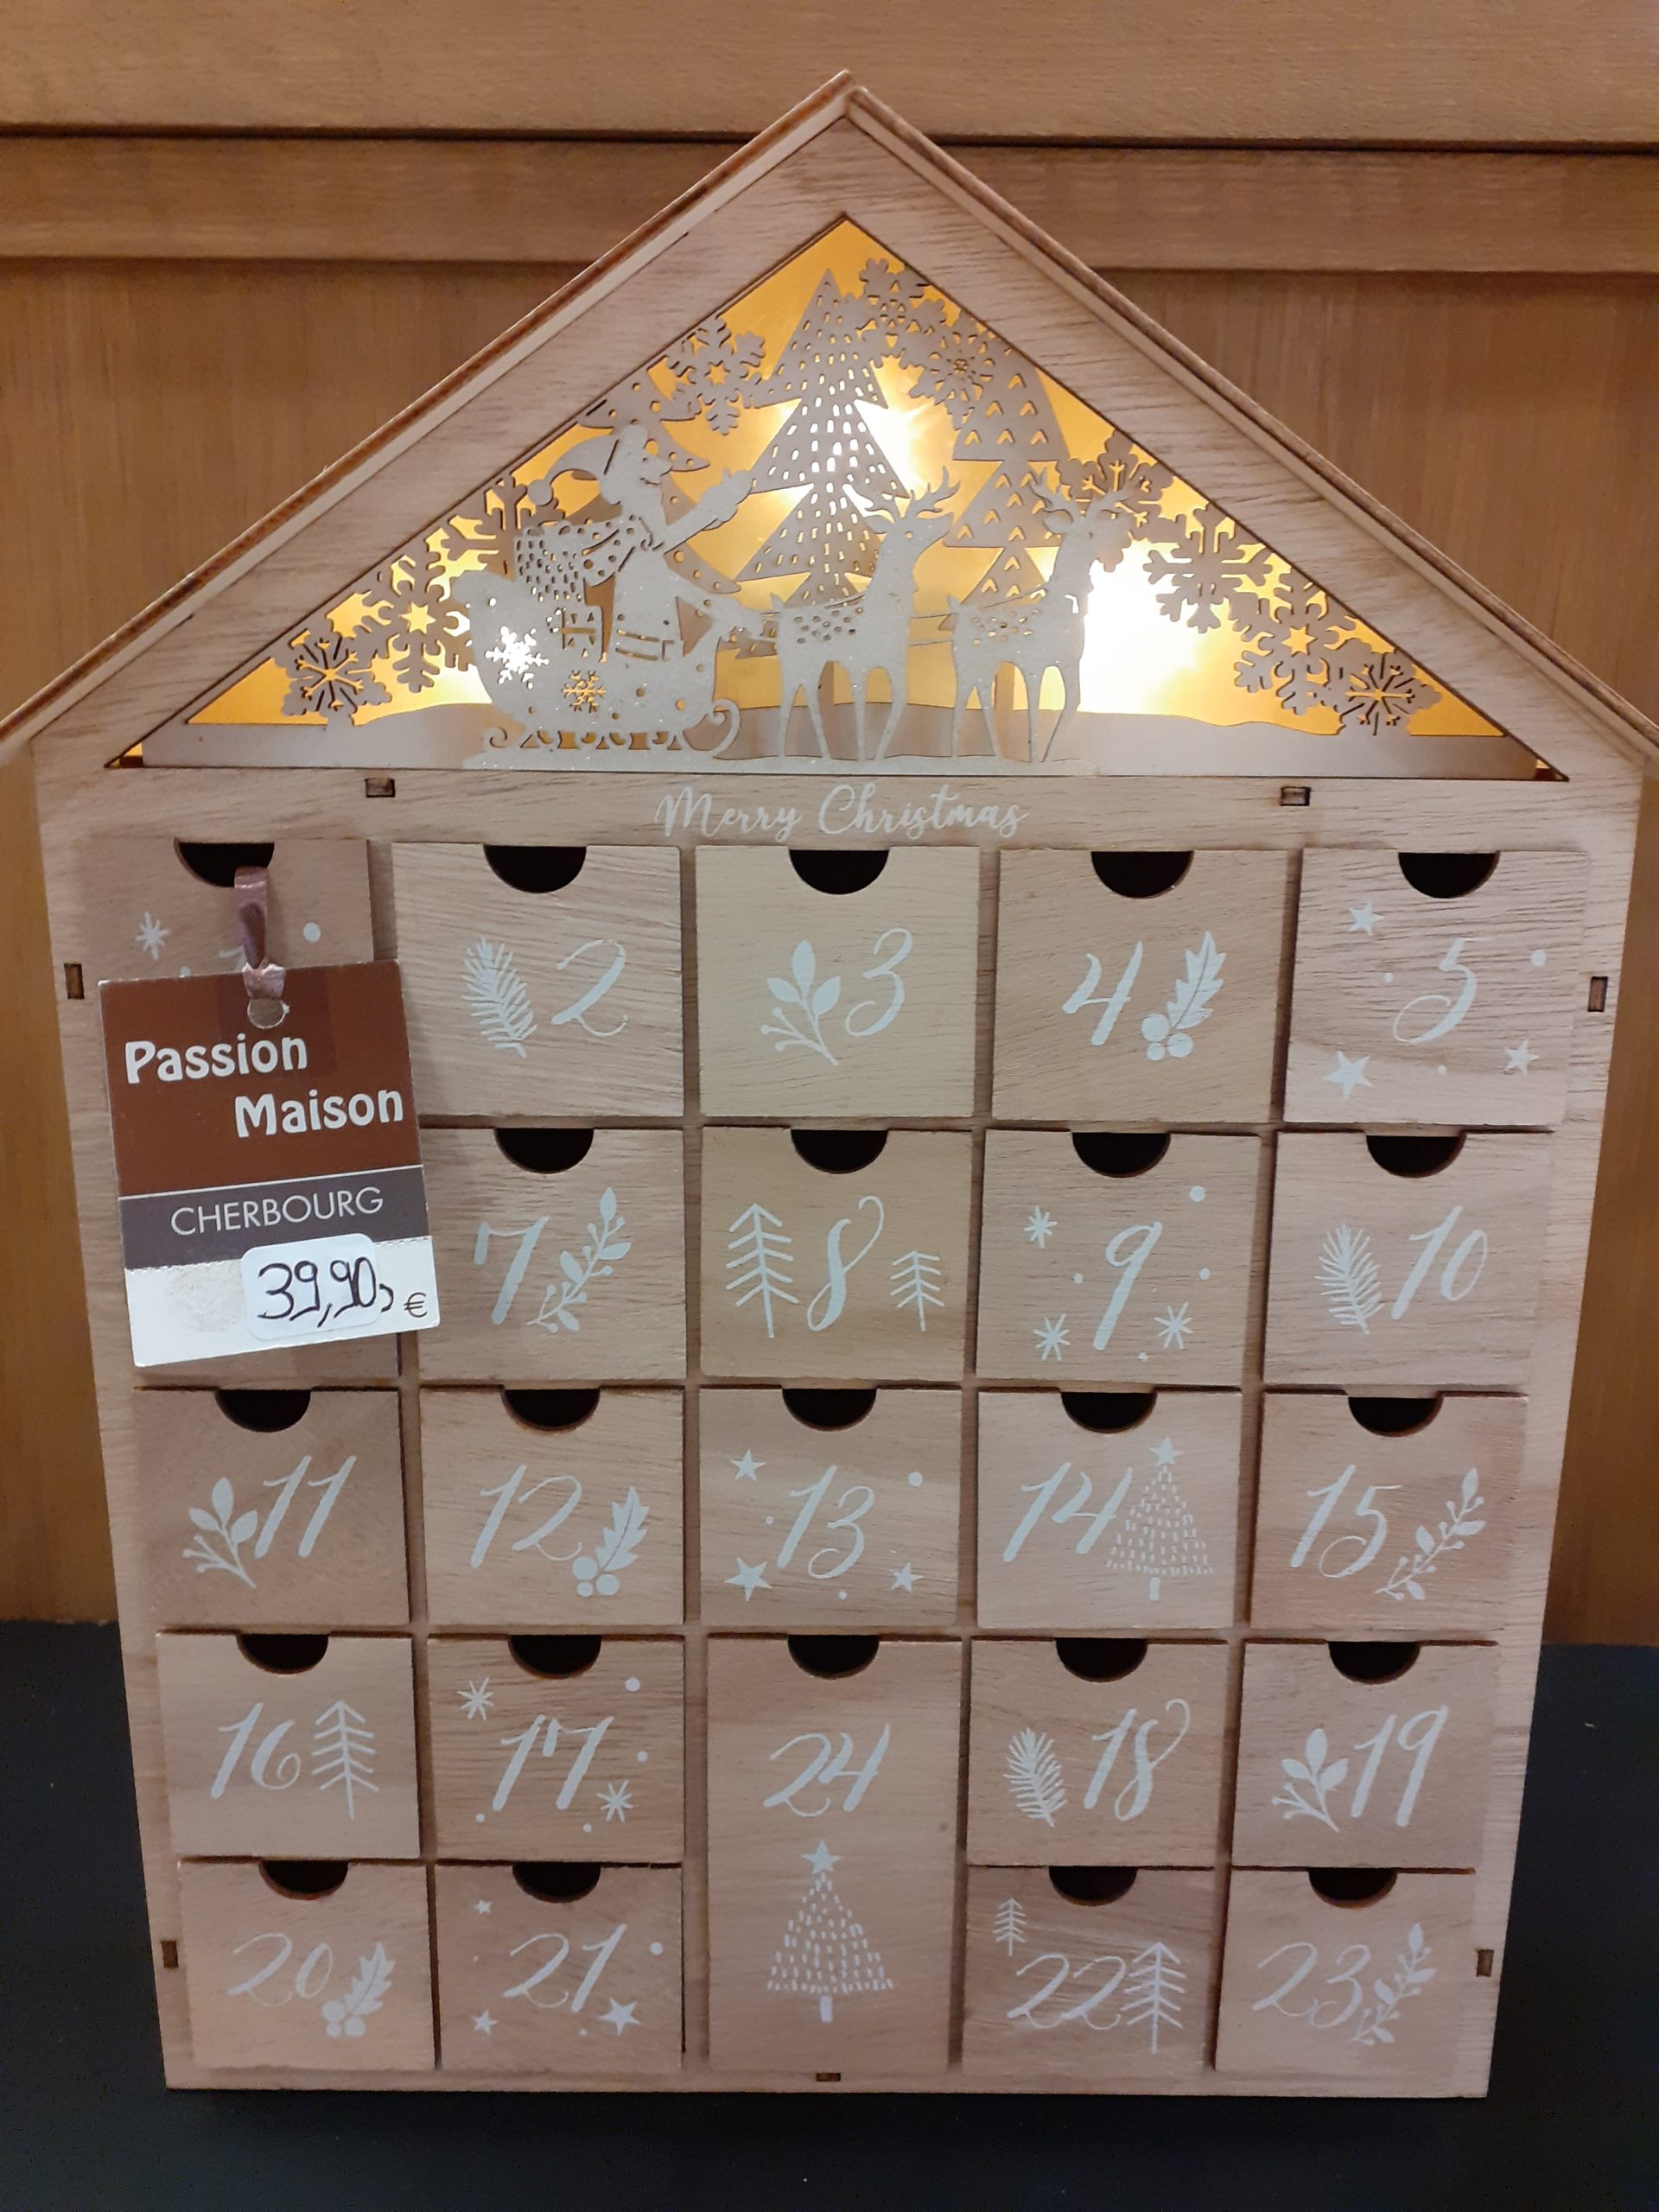 Merry Christmas
2 3 4 5
Passion
Maison
CHERBOURG
39,90
€
7 8 9 10
11 12 13 14 15
16 17 24 18 19
20 21 22 23